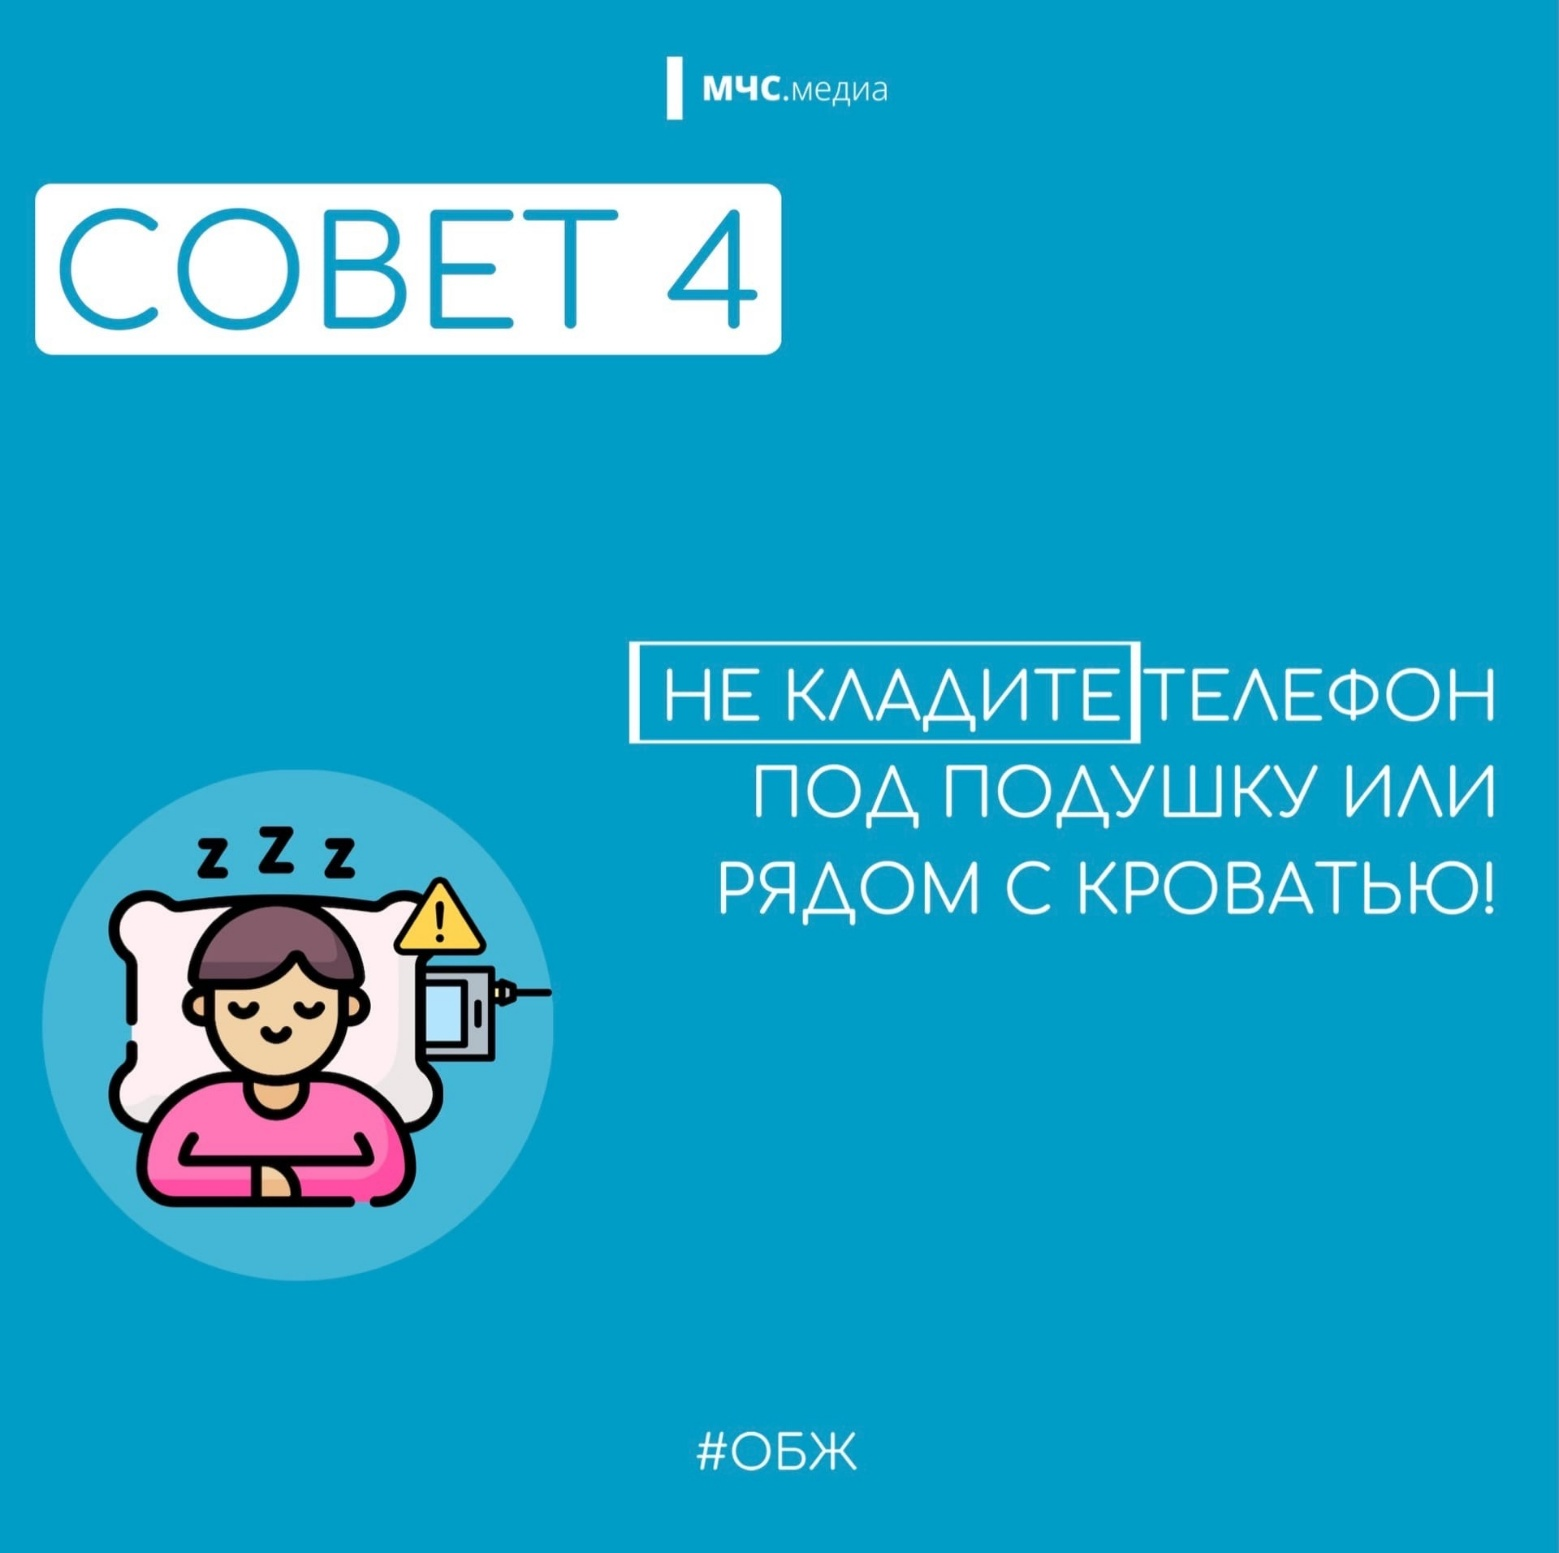 МЧС.медиа
СОВЕТ 4
НЕ КЛАДИТЕ ТЕЛЕФОН
ПОД ПОДУШКУ ИЛИ
РЯДОМ С КРОВАТЬЮ!
z z z
!
#ОБЖ